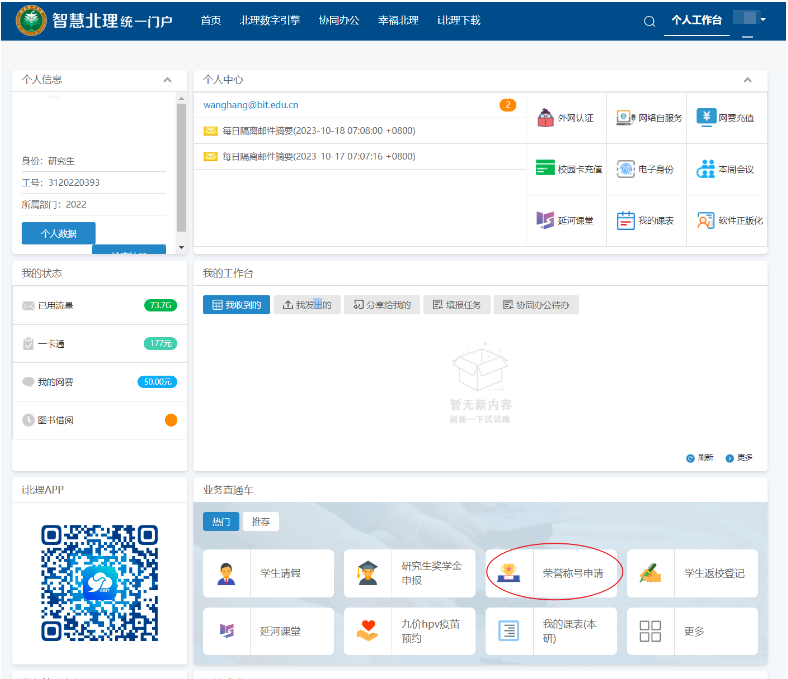 智慧北理统一门户
首页 北理数字引擎 协同办公 幸福北理 i北理下载 个人工作台
个人信息
身份：研究生
工号：3120220393
所属部门：2022
个人数据
个人中心
wanghang@bit.edu.cn 2
每日隔离邮件摘要(2023-10-18 07:08:00 +0800)
每日隔离邮件摘要(2023-10-17 07:07:16 +0800)
外网认证 网络自服务 网费充值
校园卡充值 电子身份 本周会议
延河课堂 我的课表 软件正版化
我的状态
已用流量 73.7G
一卡通 177元
我的网费 50.00元
图书借阅
我的工作台
我收到的 我发出的 分享给我的 填报任务 协同办公待办
暂无新内容
刷新一下试试哦
刷新 更多
i北理APP
业务直通车
热门 推荐
学生请假
研究生奖学金
申报
荣誉称号申请
学生返校登记
延河课堂
九价hpv疫苗
预约
我的课表(本
研)
更多